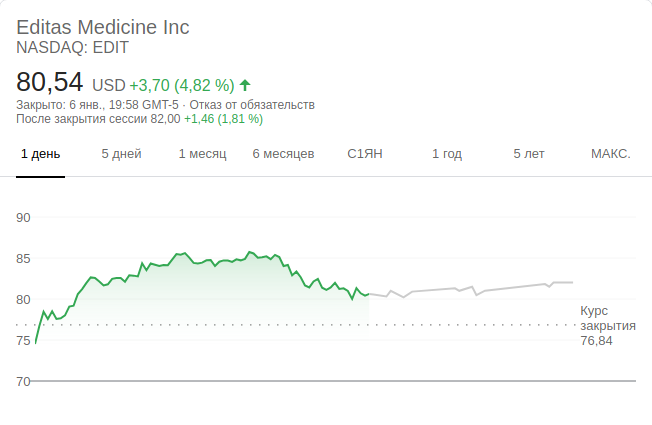 Editas Medicine Inc
NASDAQ: EDIT
80,54 USD +3,70 (4,82 %)
Закрыто: 6 янв., 19:58 GMT-5 · Отказ от обязательств
После закрытия сессии 82,00 +1,46 (1,81 %)
1 день 5 дней 1 месяц 6 месяцев С1ЯН 1 год 5 лет МАКС.
90
85
80
Курс
закрытия
75
76,84
70